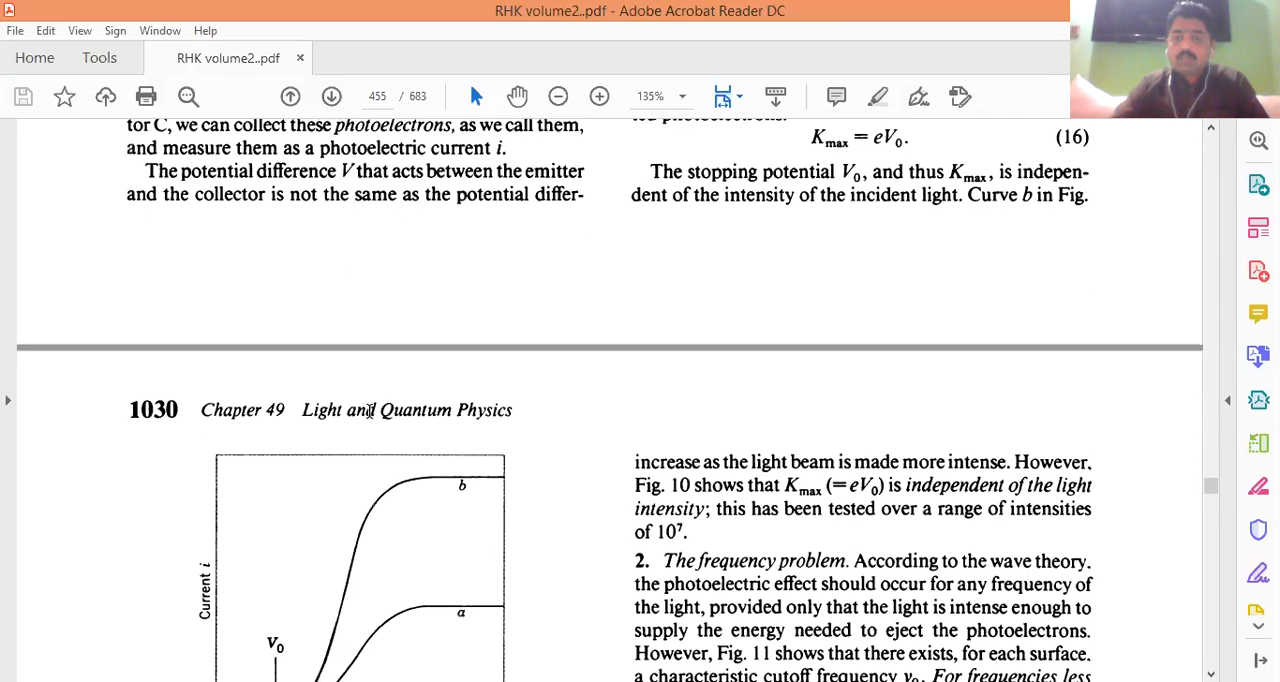 RHK volume2..pdf - Adobe Acrobat Reader DC
File Edit View Sign Window Help
Home Tools RHK volume2..pdf ×
455 / 683 135%
tor C, we can collect these photoelectrons, as we call them,
and measure them as a photoelectric current i.
The potential difference V that acts between the emitter
and the collector is not the same as the potential differ-
Kmax = eV0. (16)
The stopping potential V0, and thus Kmax, is indepen-
dent of the intensity of the incident light. Curve b in Fig.
1030 Chapter 49 Light and Quantum Physics
b
a
Current i
V0
increase as the light beam is made more intense. However,
Fig. 10 shows that Kmax (=eV0) is independent of the light
intensity; this has been tested over a range of intensities
of 10⁷.
2. The frequency problem. According to the wave theory,
the photoelectric effect should occur for any frequency of
the light, provided only that the light is intense enough to
supply the energy needed to eject the photoelectrons.
However, Fig. 11 shows that there exists, for each surface,
a characteristic cutoff frequency ν0. For frequencies less